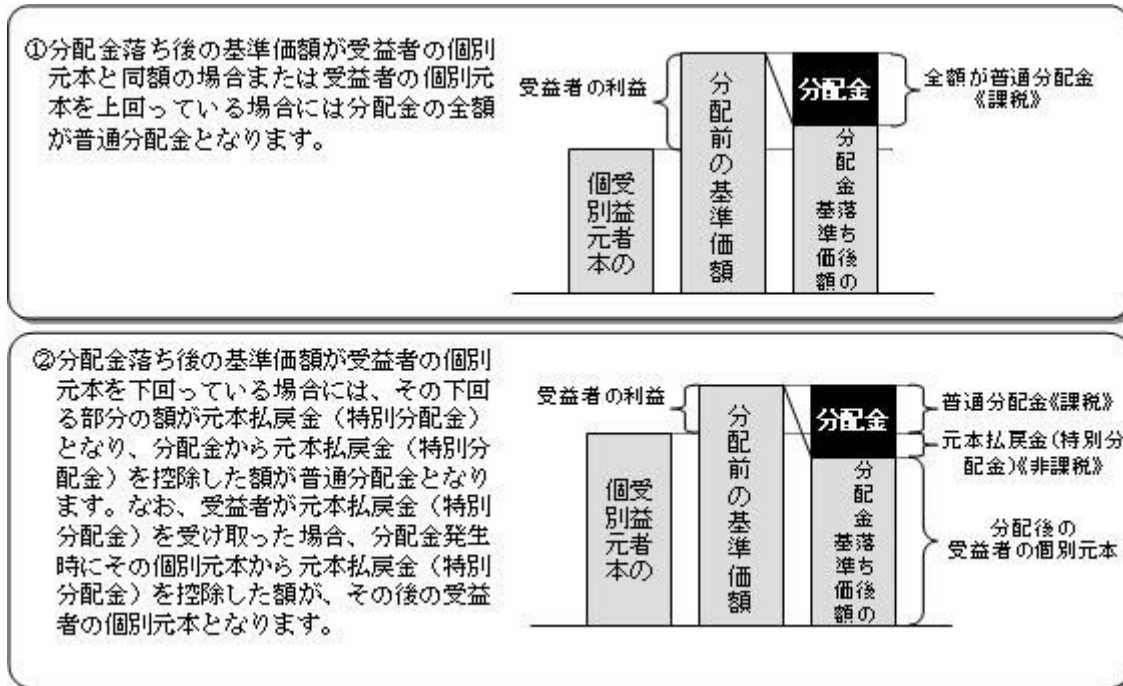 ①分配金落ち後の基準価額が受益者の個別
元本と同額の場合または受益者の個別元
本を上回っている場合には分配金の全額
が普通分配金となります。
受益者の利益
個別元本
受益者の
分配前の基準価額
分配金
基準価額
分配金落ち後の
全額が普通分配金
《課税》
②分配金落ち後の基準価額が受益者の個別
元本を下回っている場合には、その下回
る部分の額が元本払戻金（特別分配金）
となり、分配金から元本払戻金（特別分
配金）を控除した額が普通分配金となり
ます。なお、受益者が元本払戻金（特別
分配金）を受け取った場合、分配金発生
時にその個別元本から元本払戻金（特別
分配金）を控除した額が、その後の受益
者の個別元本となります。
受益者の利益
受益者の
個別元本
分配前の基準価額
分配金
分配金落ち後の
基準価額
普通分配金《課税》
元本払戻金(特別分
配金)《非課税》
分配後の
受益者の個別元本